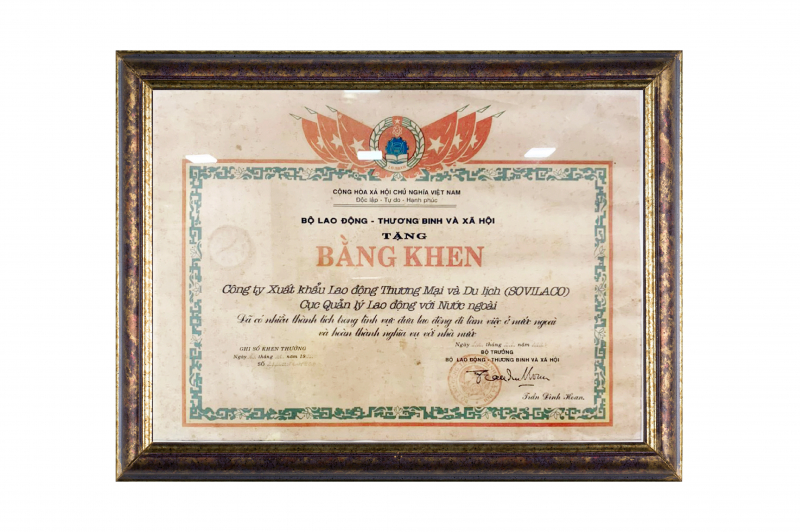 CỘNG HÒA XÃ HỘI CHỦ NGHĨA VIỆT NAM
Độc lập - Tự do - Hạnh phúc
BỘ LAO ĐỘNG - THƯƠNG BINH VÀ XÃ HỘI
TẶNG
BẰNG KHEN
Công ty Xuất khẩu Lao động Thương Mại và Du lịch (SOVILACO)
Cục Quản lý Lao động với Nước ngoài
Đã có nhiều thành tích trong lĩnh vực đưa lao động đi làm việc ở nước ngoài
và hoàn thành nghĩa vụ với nhà nước
GHI SỔ KHEN THƯỞNG
Ngày tháng năm
SỐ
Ngày tháng năm
BỘ TRƯỞNG
BỘ LAO ĐỘNG - THƯƠNG BINH VÀ XÃ HỘI
Trần Đình Hoan.